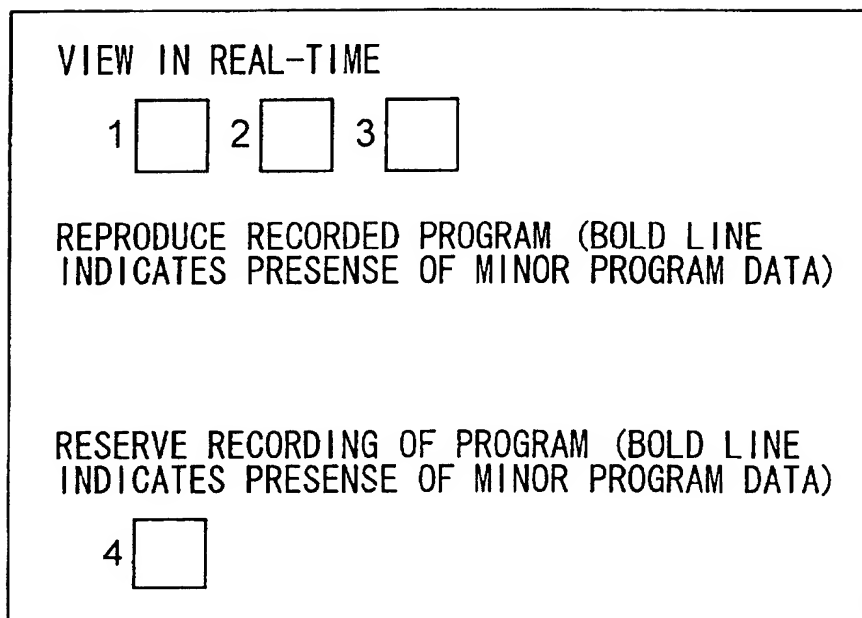 VIEW IN REAL-TIME
1 2 3
REPRODUCE RECORDED PROGRAM (BOLD LINE
INDICATES PRESENSE OF MINOR PROGRAM DATA)
RESERVE RECORDING OF PROGRAM (BOLD LINE
INDICATES PRESENSE OF MINOR PROGRAM DATA)
4